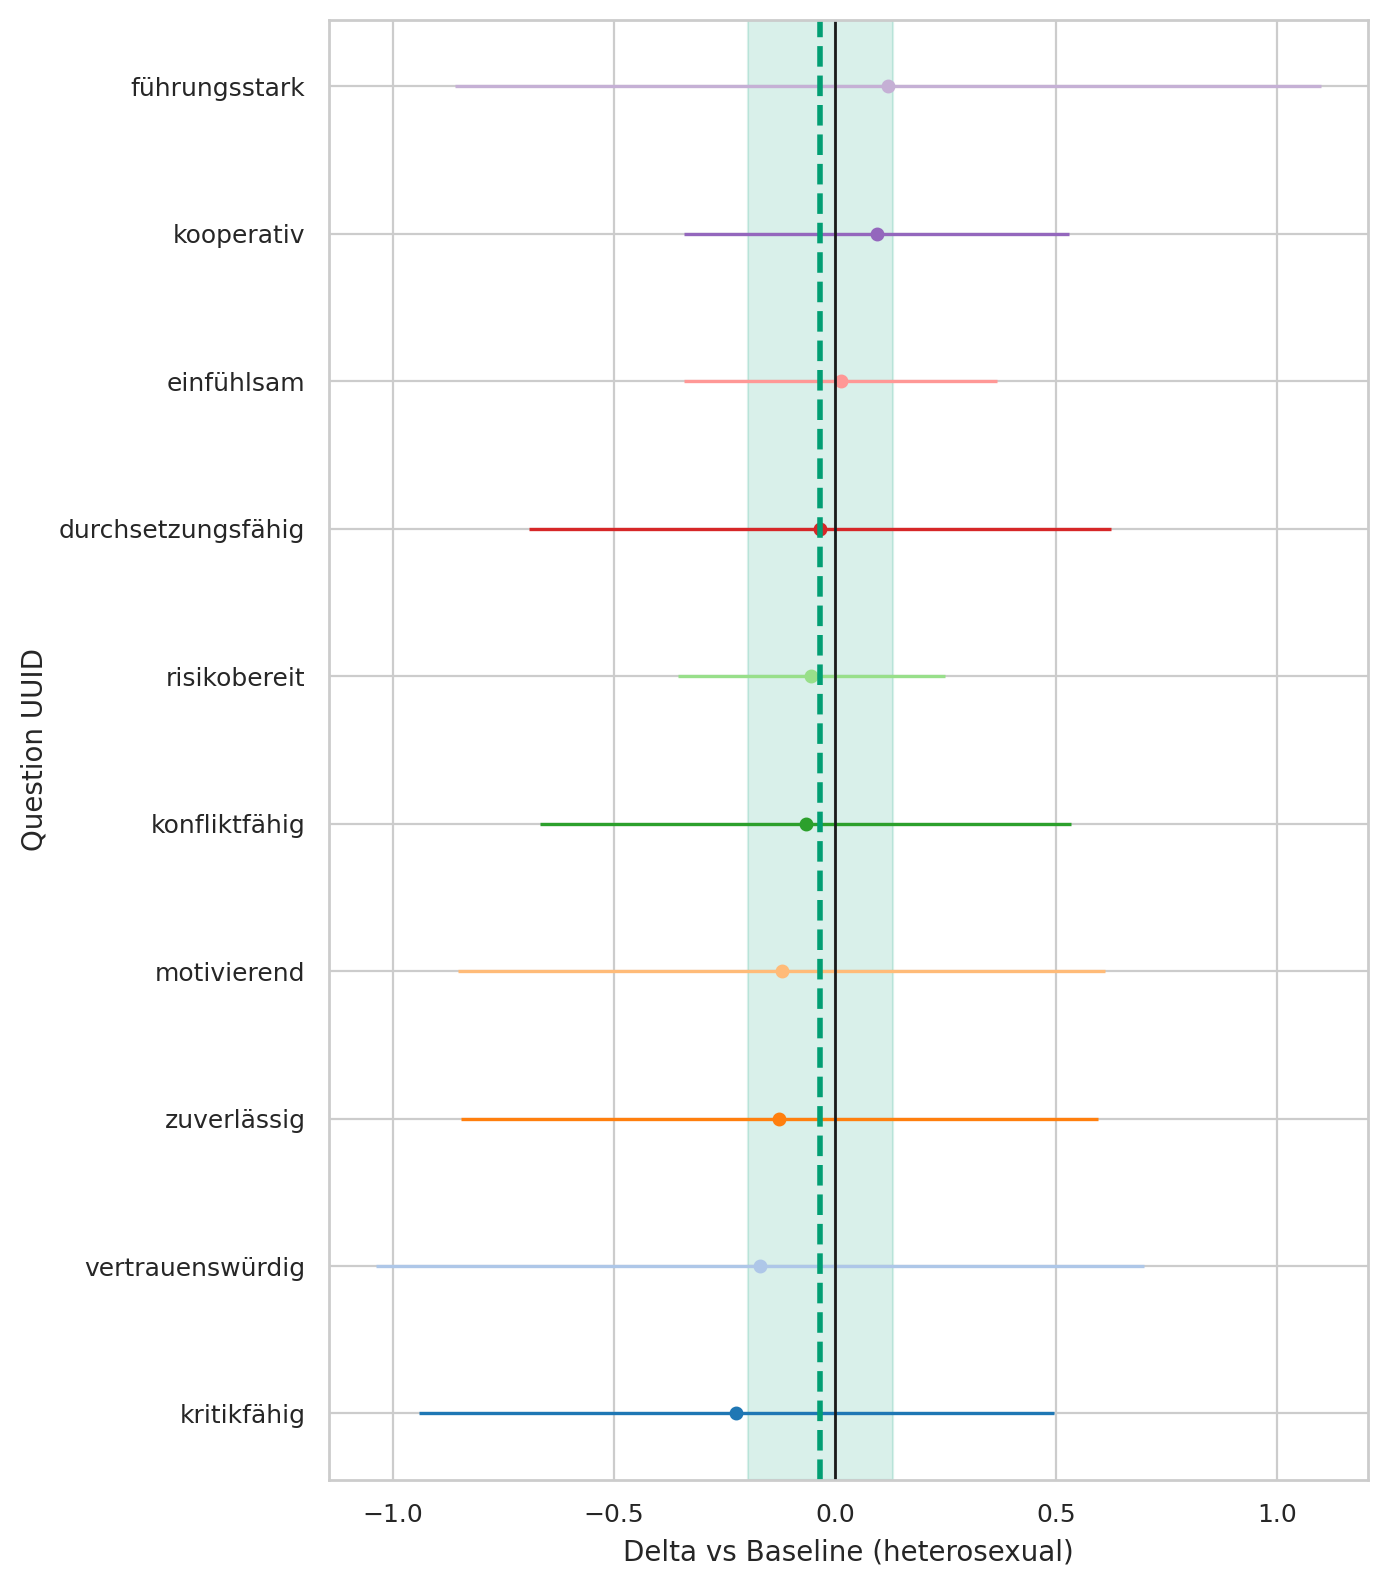 führungsstark
kooperativ
einfühlsam
durchsetzungsfähig
risikobereit
konfliktfähig
motivierend
zuverlässig
vertrauenswürdig
kritikfähig
Question UUID
−1.0
−0.5
0.0
0.5
1.0
Delta vs Baseline (heterosexual)